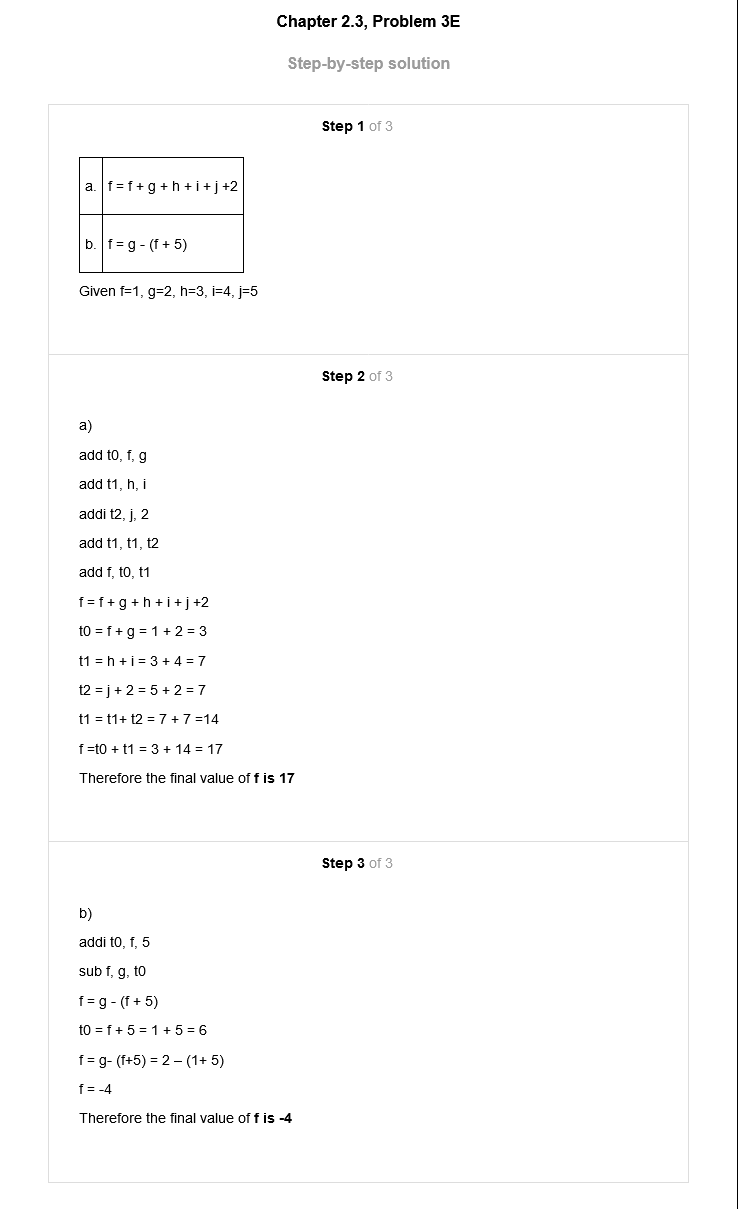 Chapter 2.3, Problem 3E
Step-by-step solution
Step 1 of 3
a. f = f + g + h + i + j +2
b. f = g - (f + 5)
Given f=1, g=2, h=3, i=4, j=5
Step 2 of 3
a)
add t0, f, g
add t1, h, i
addi t2, j, 2
add t1, t1, t2
add f, t0, t1
f = f + g + h + i + j +2
t0 = f + g = 1 + 2 = 3
t1 = h + i = 3 + 4 = 7
t2 = j + 2 = 5 + 2 = 7
t1 = t1+ t2 = 7 + 7 =14
f =t0 + t1 = 3 + 14 = 17
Therefore the final value of f is 17
Step 3 of 3
b)
addi t0, f, 5
sub f, g, t0
f = g - (f + 5)
t0 = f + 5 = 1 + 5 = 6
f = g- (f+5) = 2 – (1+ 5)
f = -4
Therefore the final value of f is -4